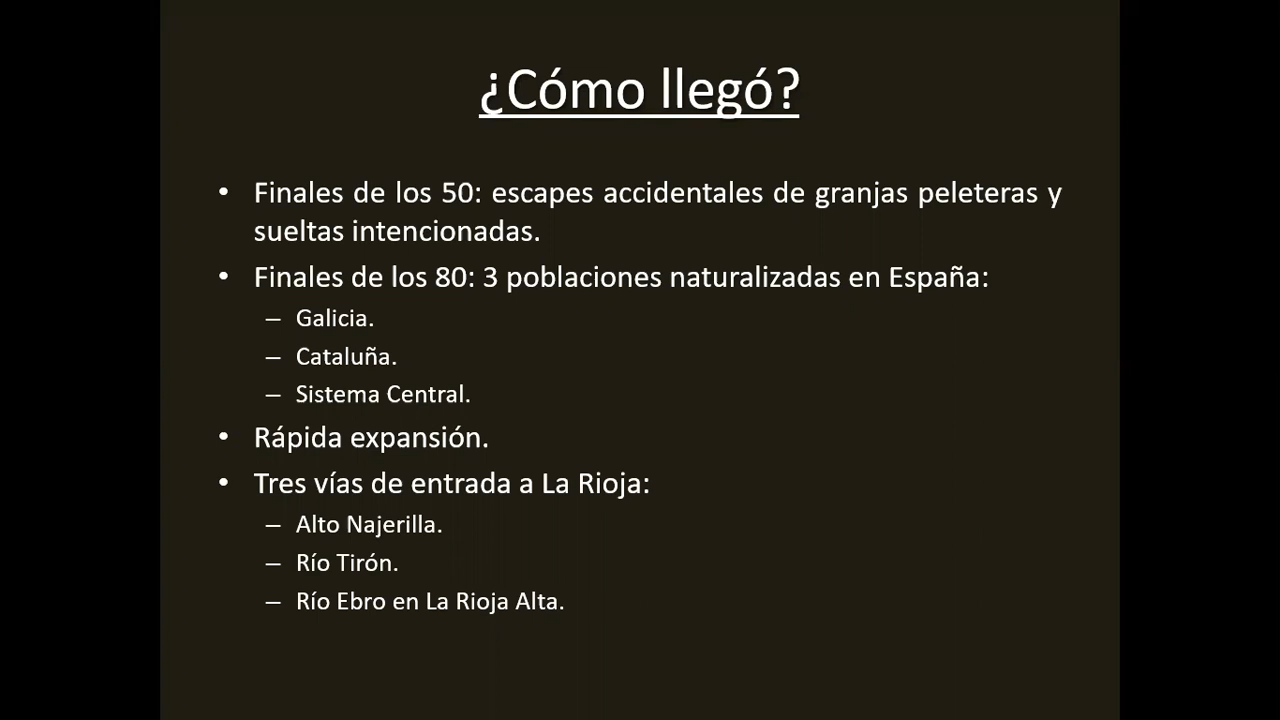 ¿Cómo llegó?
• Finales de los 50: escapes accidentales de granjas peleteras y
sueltas intencionadas.
• Finales de los 80: 3 poblaciones naturalizadas en España:
– Galicia.
– Cataluña.
– Sistema Central.
• Rápida expansión.
• Tres vías de entrada a La Rioja:
– Alto Najerilla.
– Río Tirón.
– Río Ebro en La Rioja Alta.